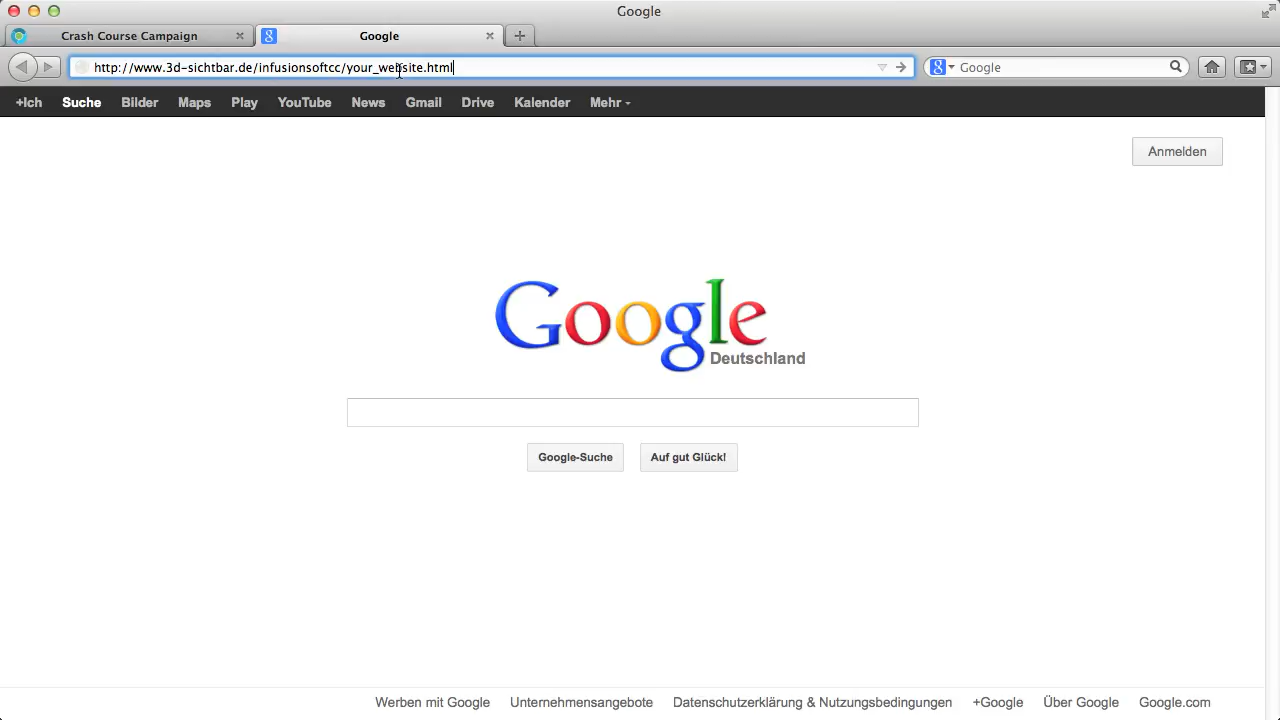 Google
Crash Course Campaign
Google
http://www.3d-sichtbar.de/infusionsoftcc/your_website.html
Google
+Ich Suche Bilder Maps Play YouTube News Gmail Drive Kalender Mehr
Anmelden
Google
Deutschland
Google-Suche Auf gut Glück!
Werben mit Google Unternehmensangebote Datenschutzerklärung & Nutzungsbedingungen +Google Über Google Google.com